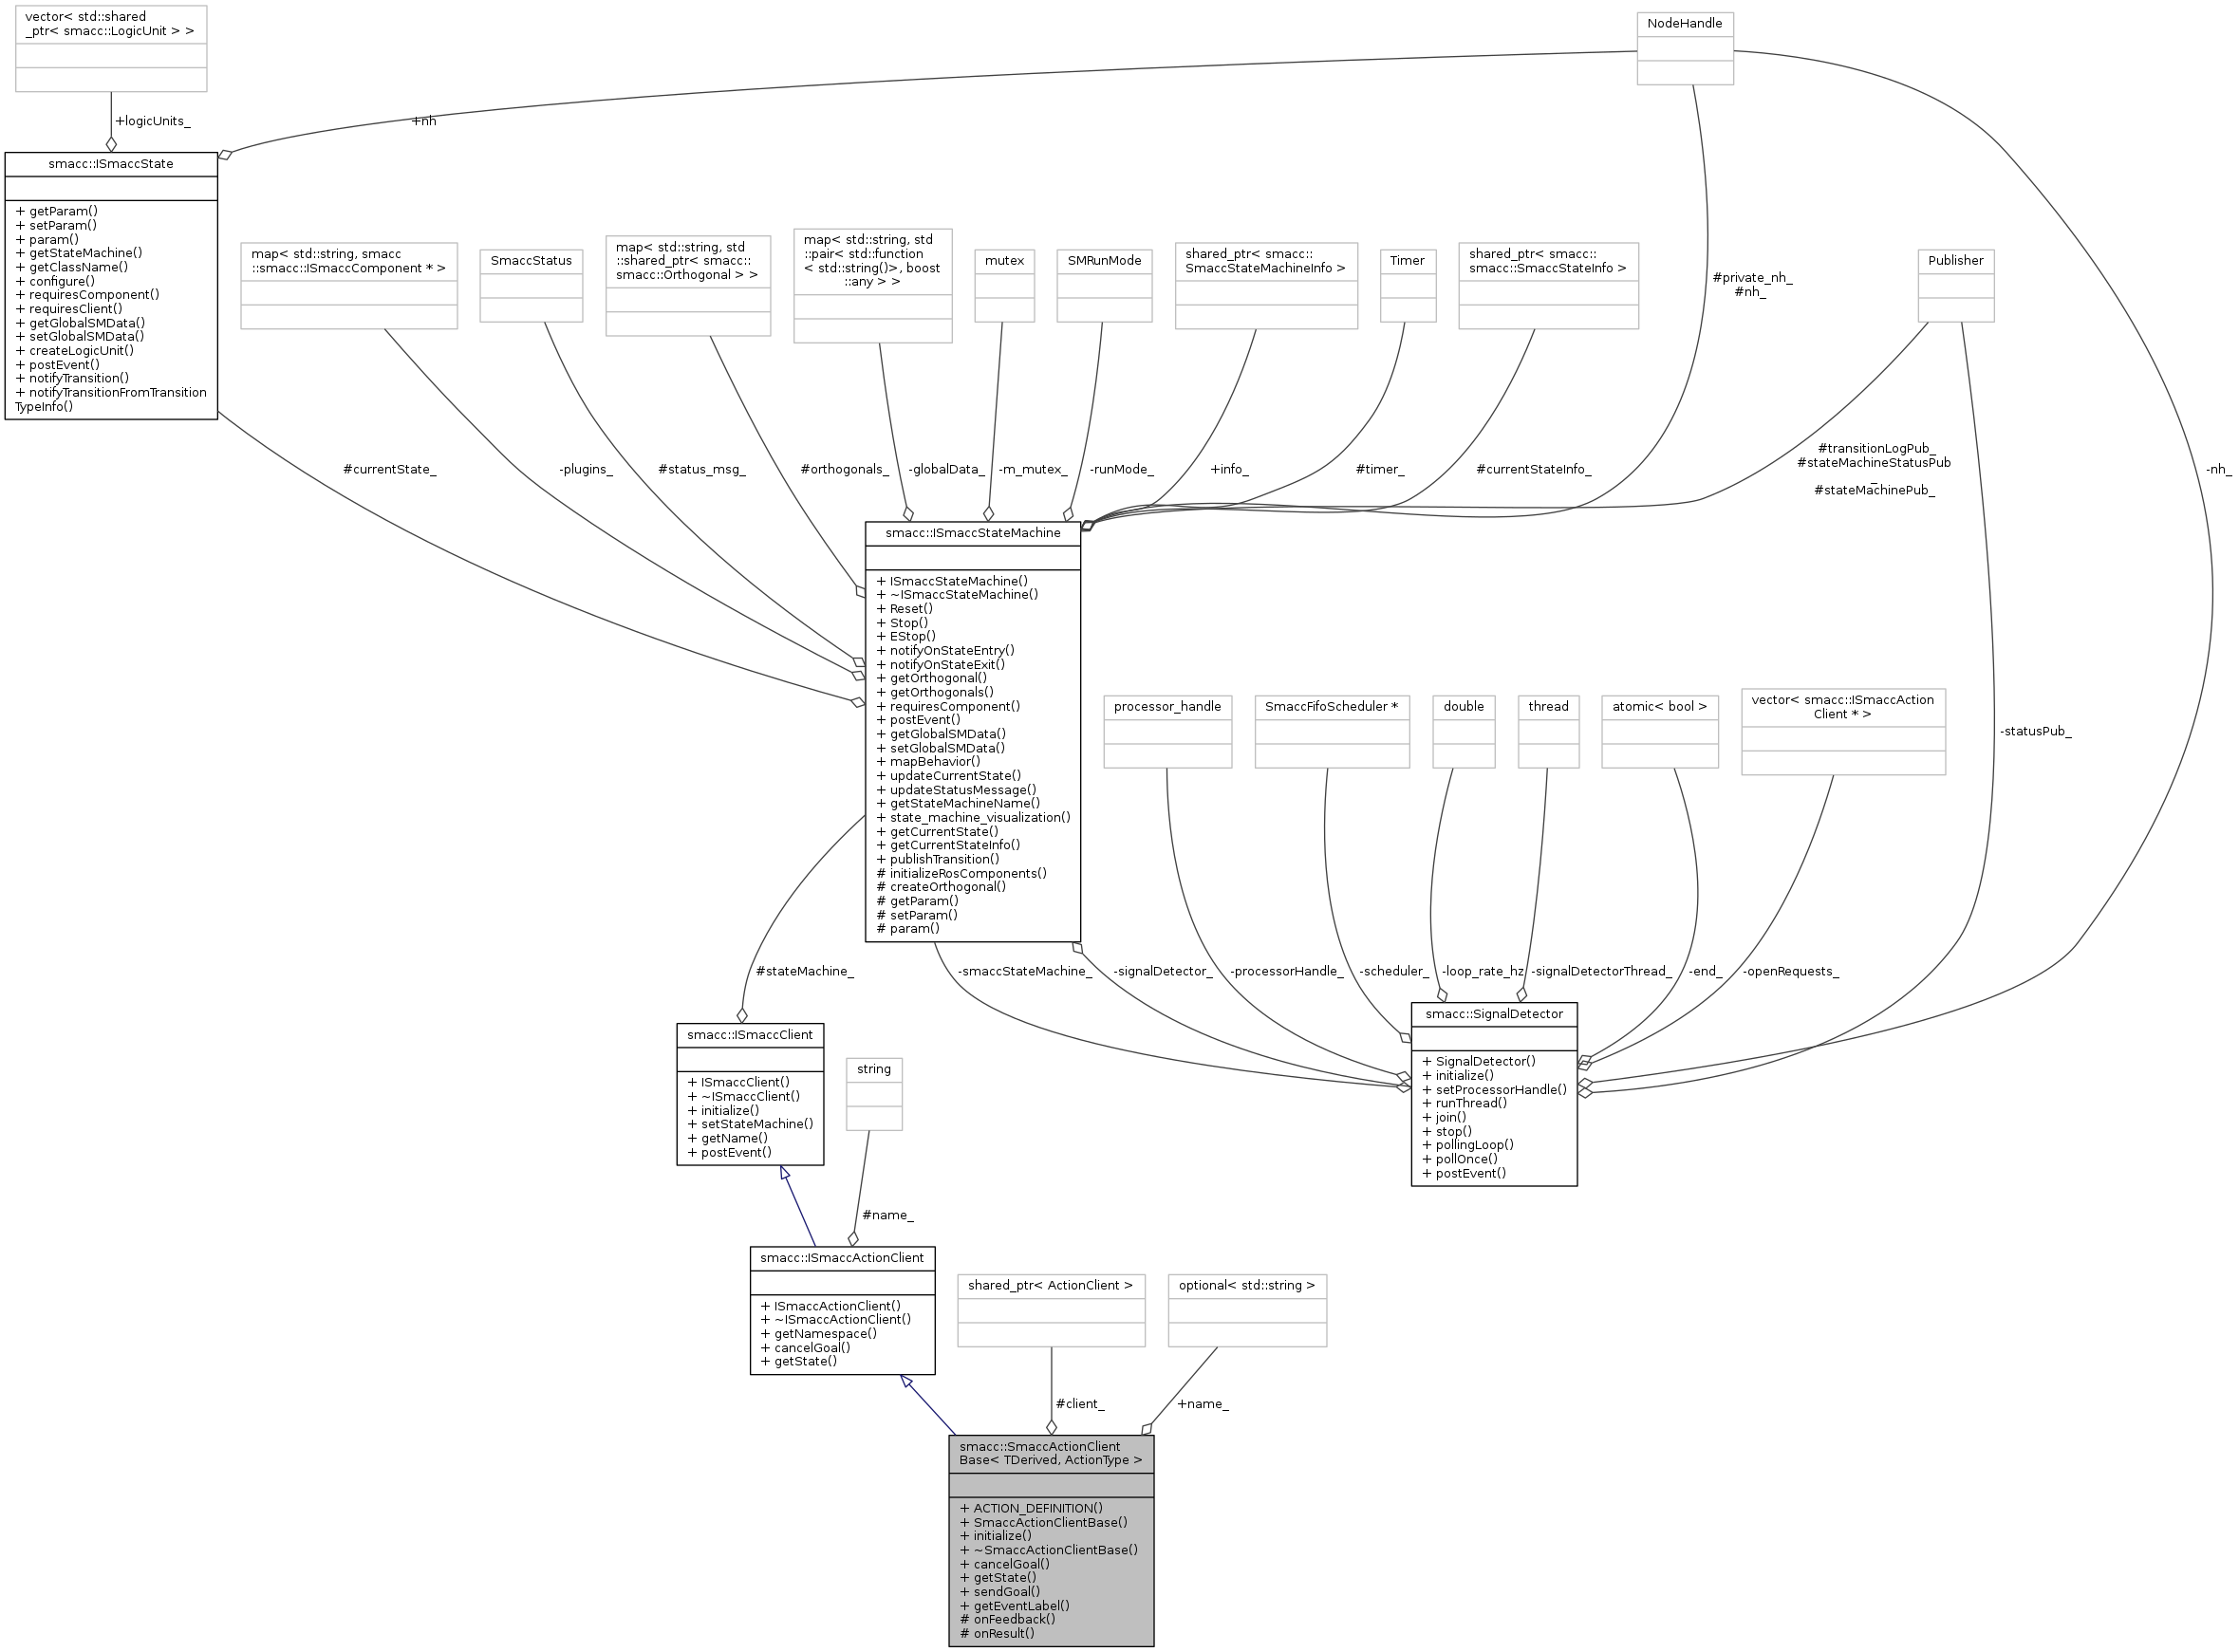 vector< std::shared
_ptr< smacc::LogicUnit > >
NodeHandle
+logicUnits_
+nh
smacc::ISmaccState
+ getParam()
+ setParam()
+ param()
+ getStateMachine()
+ getClassName()
+ configure()
+ requiresComponent()
+ requiresClient()
+ getGlobalSMData()
+ setGlobalSMData()
+ createLogicUnit()
+ postEvent()
+ notifyTransition()
+ notifyTransitionFromTransition
TypeInfo()
map< std::string, smacc
::smacc::ISmaccComponent * >
SmaccStatus
map< std::string, std
::shared_ptr< smacc::
smacc::Orthogonal > >
map< std::string, std
::pair< std::function
< std::string()>, boost
::any > >
mutex
SMRunMode
shared_ptr< smacc::
SmaccStateMachineInfo >
Timer
shared_ptr< smacc::
smacc::SmaccStateInfo >
#private_nh_
#nh_
Publisher
#currentState_
-plugins_
#status_msg_
#orthogonals_
-globalData_
-m_mutex_
-runMode_
+info_
#timer_
#currentStateInfo_
#transitionLogPub_
#stateMachineStatusPub
_
#stateMachinePub_
-nh_
smacc::ISmaccStateMachine
+ ISmaccStateMachine()
+ ~ISmaccStateMachine()
+ Reset()
+ Stop()
+ EStop()
+ notifyOnStateEntry()
+ notifyOnStateExit()
+ getOrthogonal()
+ getOrthogonals()
+ requiresComponent()
+ postEvent()
+ getGlobalSMData()
+ setGlobalSMData()
+ mapBehavior()
+ updateCurrentState()
+ updateStatusMessage()
+ getStateMachineName()
+ state_machine_visualization()
+ getCurrentState()
+ getCurrentStateInfo()
+ publishTransition()
# initializeRosComponents()
# createOrthogonal()
# getParam()
# setParam()
# param()
processor_handle
SmaccFifoScheduler *
double
thread
atomic< bool >
vector< smacc::ISmaccAction
Client * >
-statusPub_
#stateMachine_
-smaccStateMachine_
-signalDetector_
-processorHandle_
-scheduler_
-loop_rate_hz
-signalDetectorThread_
-end_
-openRequests_
smacc::SignalDetector
+ SignalDetector()
+ initialize()
+ setProcessorHandle()
+ runThread()
+ join()
+ stop()
+ pollingLoop()
+ pollOnce()
+ postEvent()
smacc::ISmaccClient
+ ISmaccClient()
+ ~ISmaccClient()
+ initialize()
+ setStateMachine()
+ getName()
+ postEvent()
string
#name_
smacc::ISmaccActionClient
+ ISmaccActionClient()
+ ~ISmaccActionClient()
+ getNamespace()
+ cancelGoal()
+ getState()
shared_ptr< ActionClient >
optional< std::string >
#client_
+name_
smacc::SmaccActionClient
Base< TDerived, ActionType >
+ ACTION_DEFINITION()
+ SmaccActionClientBase()
+ initialize()
+ ~SmaccActionClientBase()
+ cancelGoal()
+ getState()
+ sendGoal()
+ getEventLabel()
# onFeedback()
# onResult()